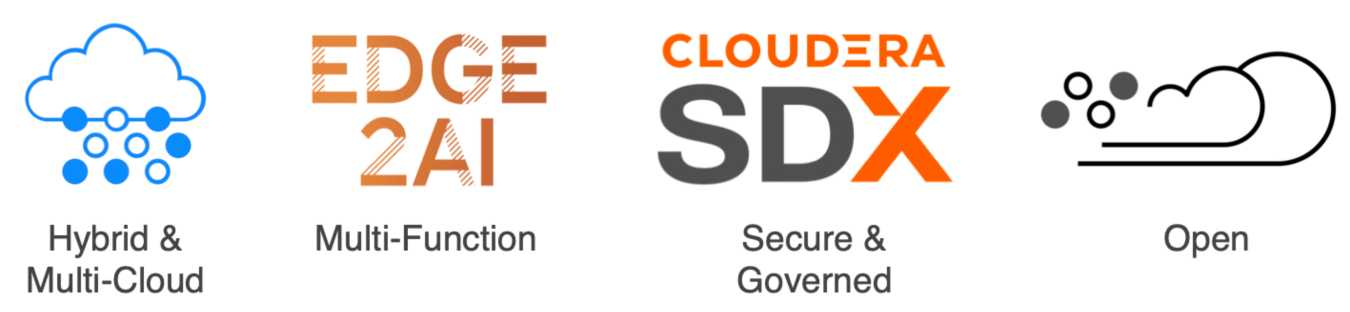 EDGE
2AI
CLOUDERA
SDX
Hybrid &
Multi-Cloud
Multi-Function
Secure &
Governed
Open